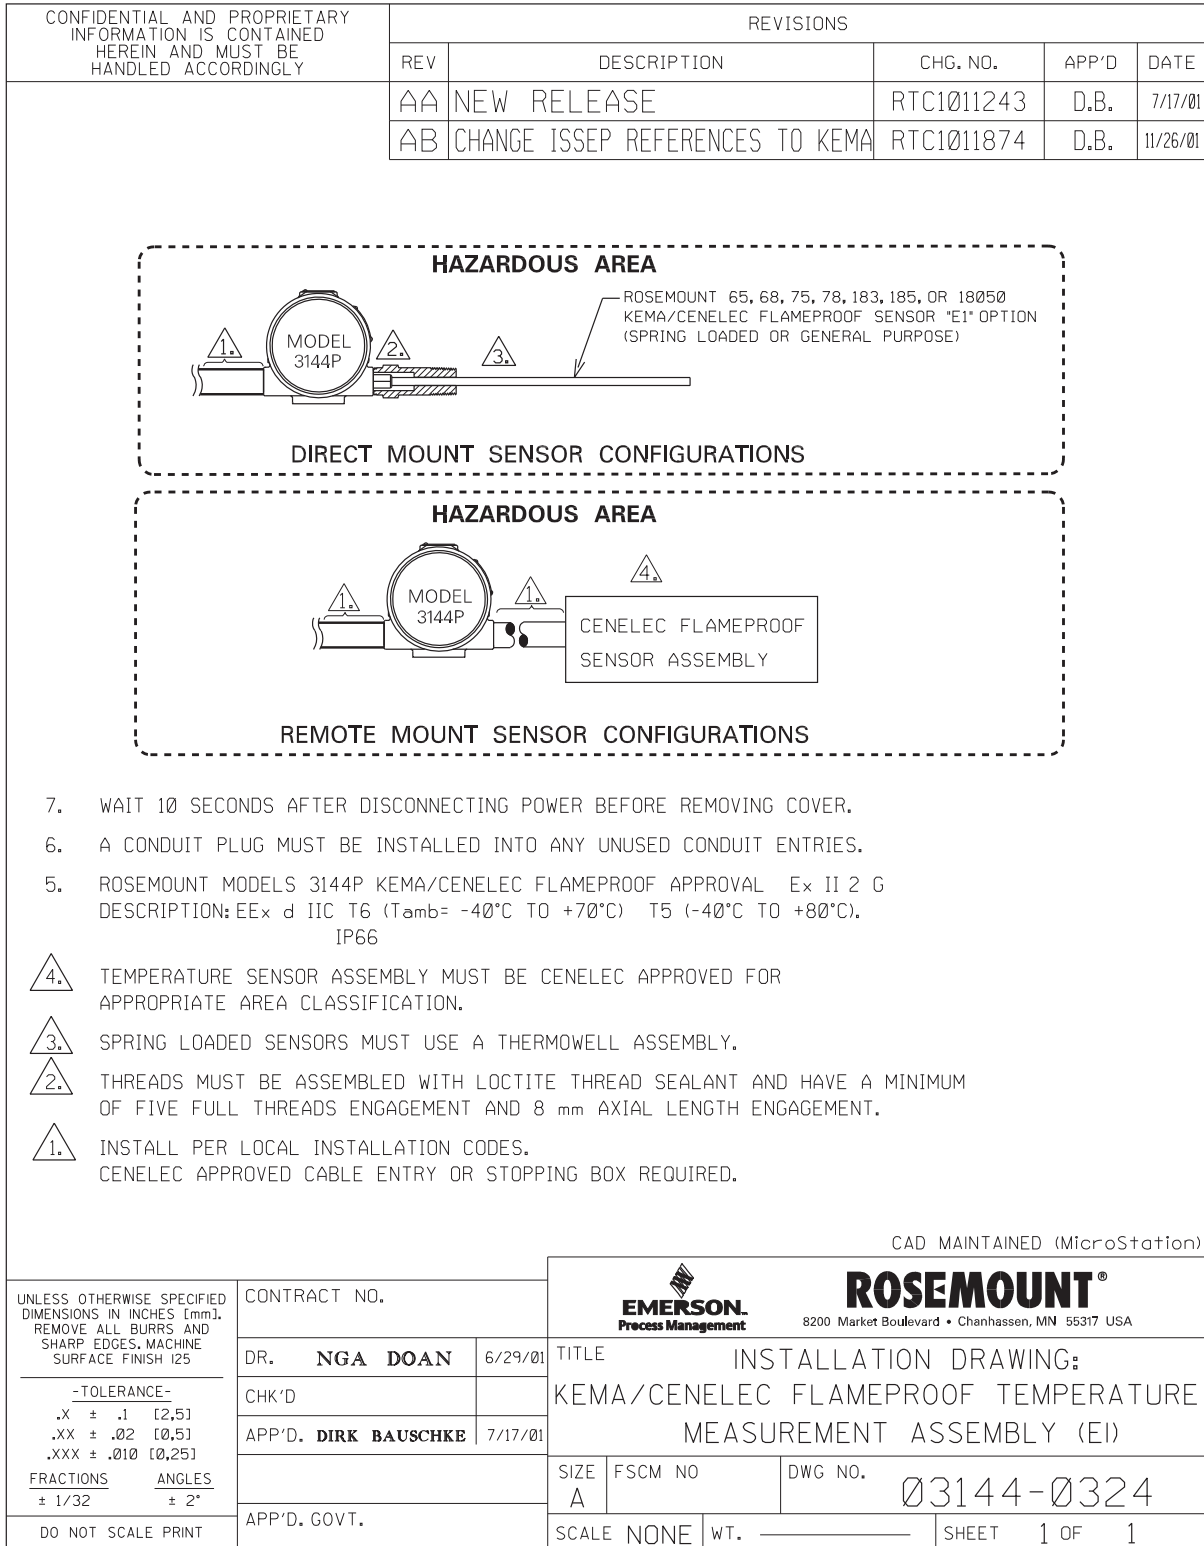 CONFIDENTIAL AND PROPRIETARY
INFORMATION IS CONTAINED
HEREIN AND MUST BE
HANDLED ACCORDINGLY
REVISIONS
REV DESCRIPTION CHG. NO. APP'D DATE
AA NEW RELEASE RTC1011243 D.B. 7/17/01
AB CHANGE ISSEP REFERENCES TO KEMA RTC1011874 D.B. 11/26/01
HAZARDOUS AREA
ROSEMOUNT 65, 68, 75, 78, 183, 185, OR 18050
KEMA/CENELEC FLAMEPROOF SENSOR "E1" OPTION
(SPRING LOADED OR GENERAL PURPOSE)
1. MODEL 2. 3.
3144P
DIRECT MOUNT SENSOR CONFIGURATIONS
HAZARDOUS AREA
4.
1. MODEL 1.
3144P
CENELEC FLAMEPROOF
SENSOR ASSEMBLY
REMOTE MOUNT SENSOR CONFIGURATIONS
7. WAIT 10 SECONDS AFTER DISCONNECTING POWER BEFORE REMOVING COVER.
6. A CONDUIT PLUG MUST BE INSTALLED INTO ANY UNUSED CONDUIT ENTRIES.
5. ROSEMOUNT MODELS 3144P KEMA/CENELEC FLAMEPROOF APPROVAL Ex II 2 G
DESCRIPTION: EEx d IIC T6 (Tamb= -40°C TO +70°C) T5 (-40°C TO +80°C).
IP66
4. TEMPERATURE SENSOR ASSEMBLY MUST BE CENELEC APPROVED FOR
APPROPRIATE AREA CLASSIFICATION.
3. SPRING LOADED SENSORS MUST USE A THERMOWELL ASSEMBLY.
2. THREADS MUST BE ASSEMBLED WITH LOCTITE THREAD SEALANT AND HAVE A MINIMUM
OF FIVE FULL THREADS ENGAGEMENT AND 8 mm AXIAL LENGTH ENGAGEMENT.
1. INSTALL PER LOCAL INSTALLATION CODES.
CENELEC APPROVED CABLE ENTRY OR STOPPING BOX REQUIRED.
CAD MAINTAINED (MicroStation)
UNLESS OTHERWISE SPECIFIED
DIMENSIONS IN INCHES [mm].
REMOVE ALL BURRS AND
SHARP EDGES. MACHINE
SURFACE FINISH 125
-TOLERANCE-
.X ± .1 [2,5]
.XX ± .02 [0,5]
.XXX ± .010 [0,25]
FRACTIONS ANGLES
± 1/32 ± 2°
DO NOT SCALE PRINT
CONTRACT NO.
DR. NGA DOAN 6/29/01
CHK'D
APP'D. DIRK BAUSCHKE 7/17/01
APP'D. GOVT.
EMERSON.
Process Management
ROSEMOUNT®
8200 Market Boulevard • Chanhassen, MN 55317 USA
TITLE INSTALLATION DRAWING:
KEMA/CENELEC FLAMEPROOF TEMPERATURE
MEASUREMENT ASSEMBLY (E1)
SIZE FSCM NO DWG NO.
A 03144-0324
SCALE NONE WT. SHEET 1 OF 1